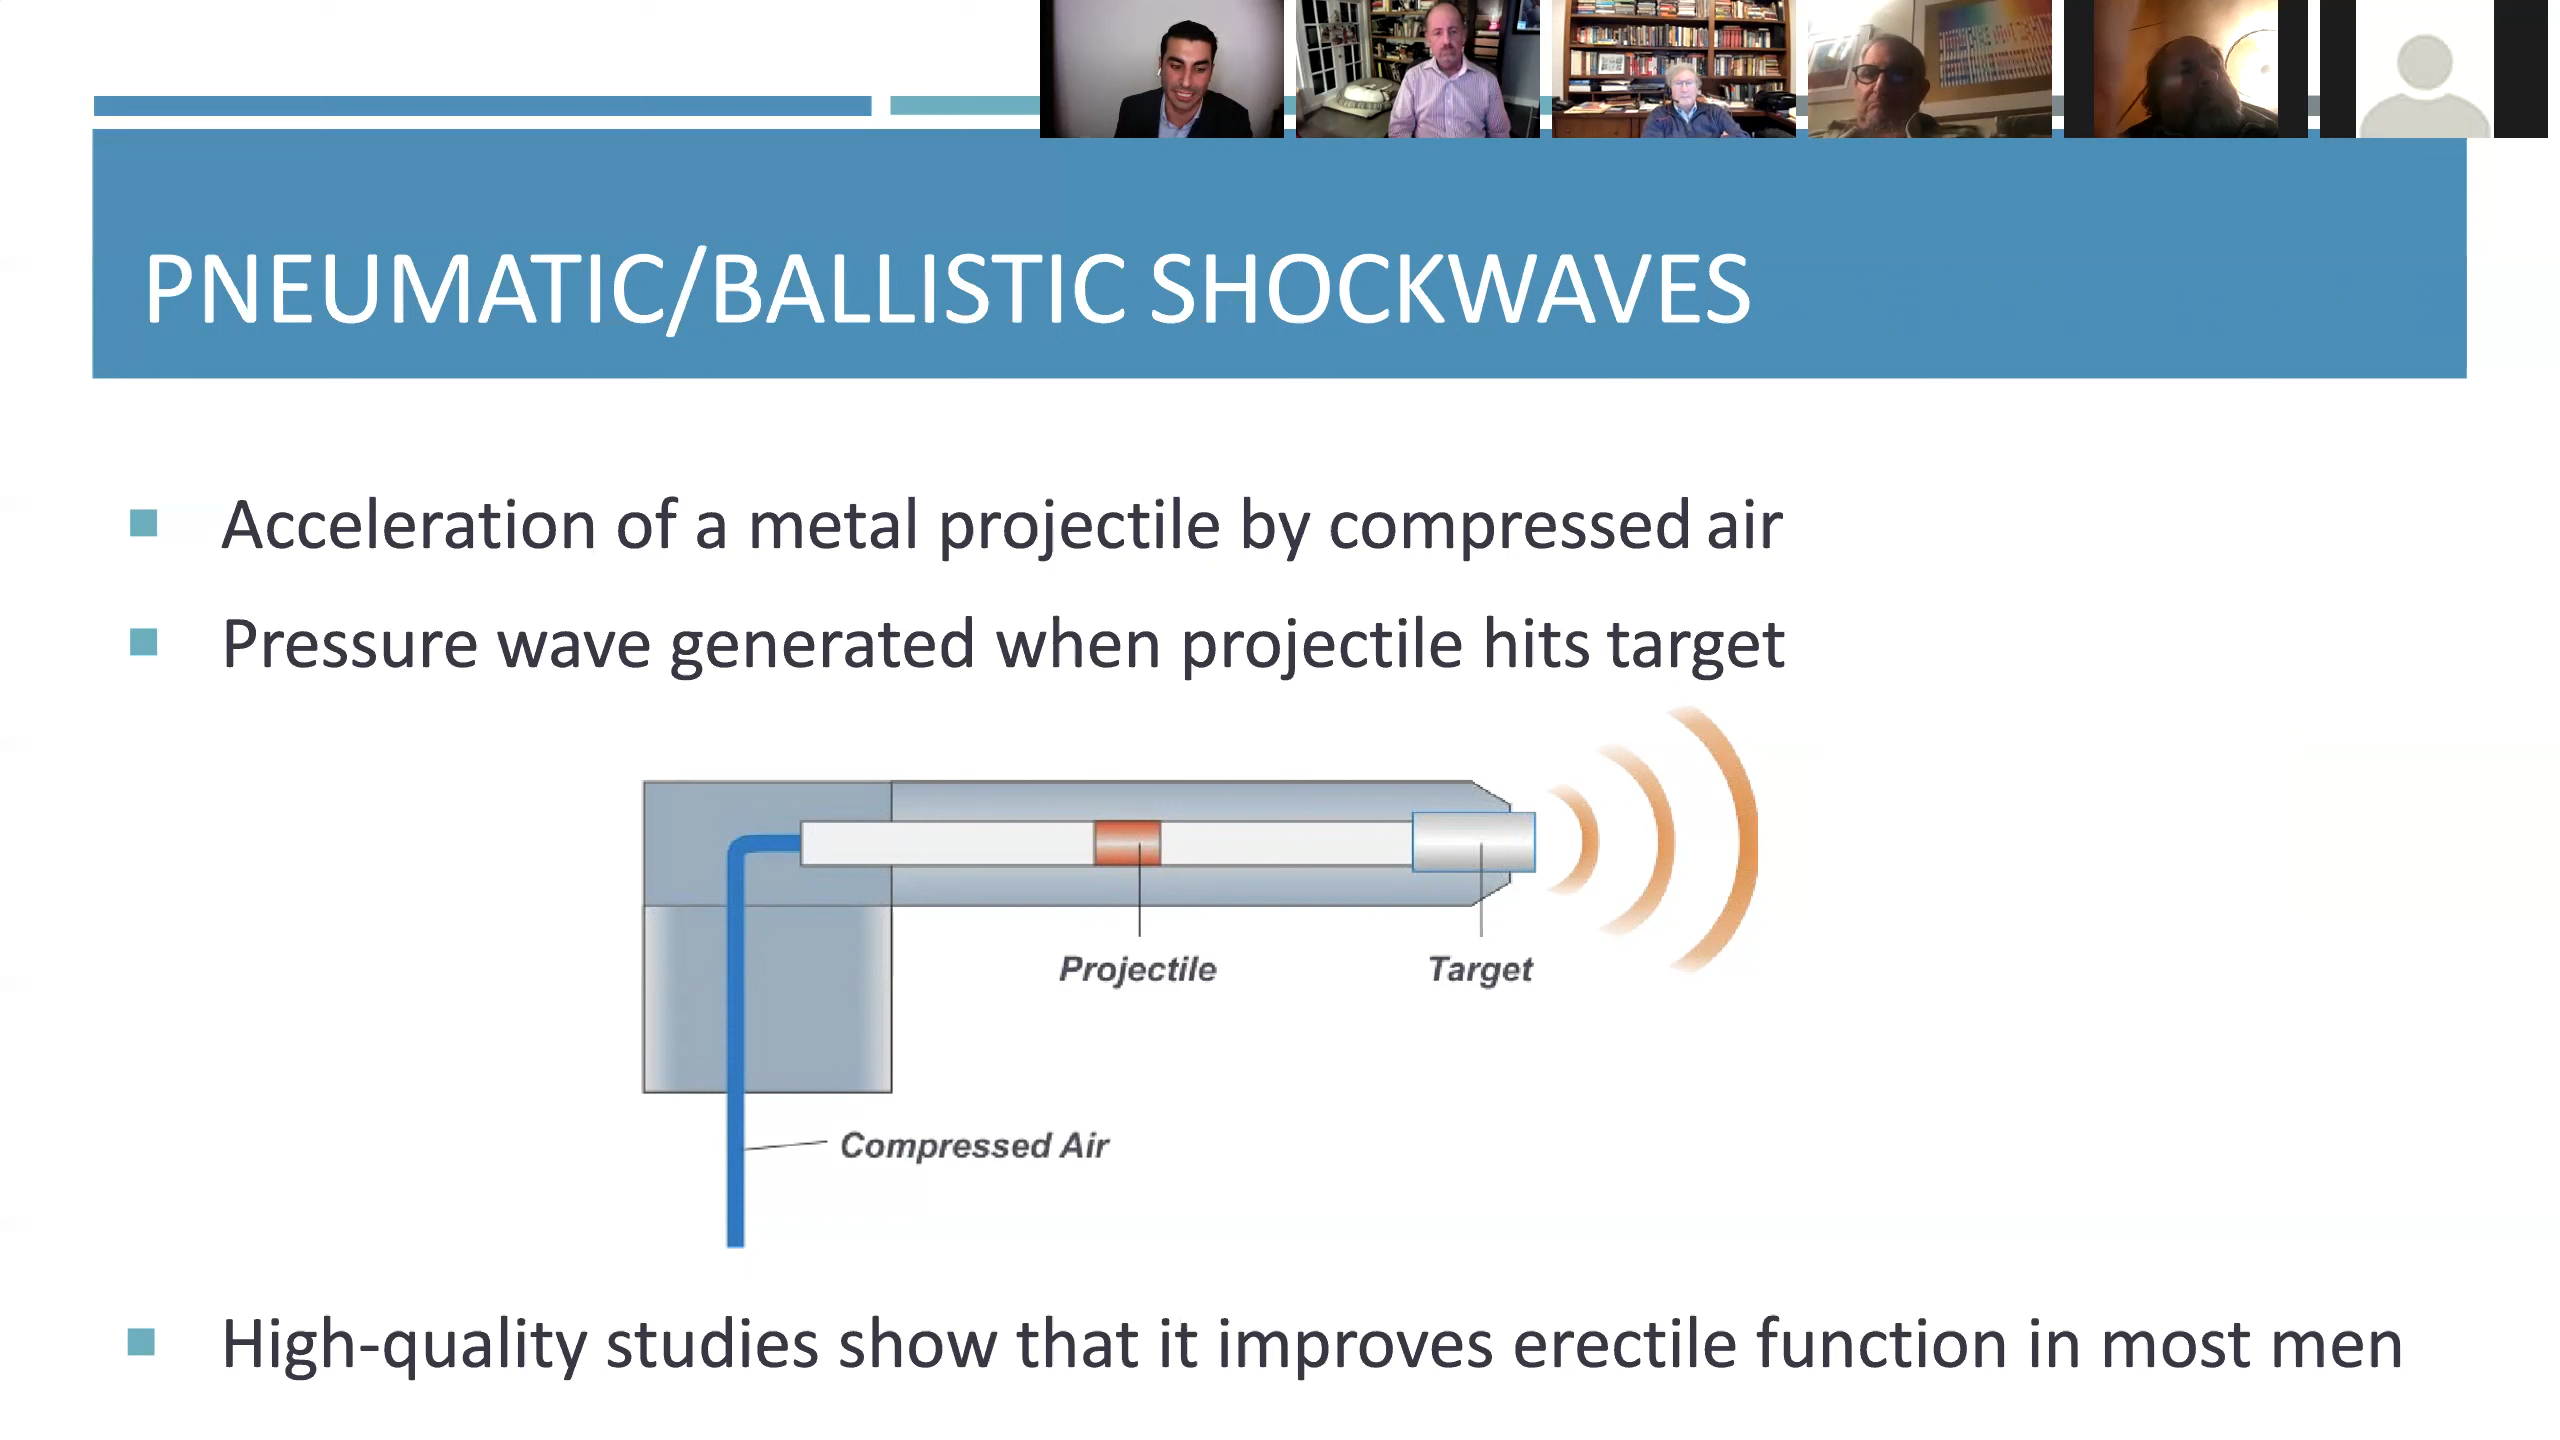 PNEUMATIC/BALLISTIC SHOCKWAVES
Acceleration of a metal projectile by compressed air
Pressure wave generated when projectile hits target
Projectile
Target
Compressed Air
High-quality studies show that it improves erectile function in most men